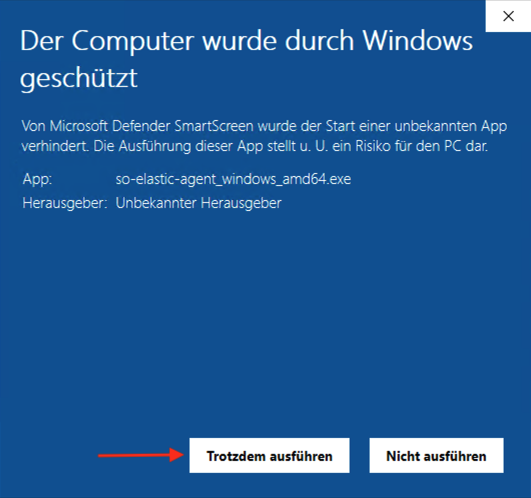 Der Computer wurde durch Windows
geschützt
Von Microsoft Defender SmartScreen wurde der Start einer unbekannten App
verhindert. Die Ausführung dieser App stellt u. U. ein Risiko für den PC dar.
App: so-elastic-agent_windows_amd64.exe
Herausgeber: Unbekannter Herausgeber
Trotzdem ausführen Nicht ausführen